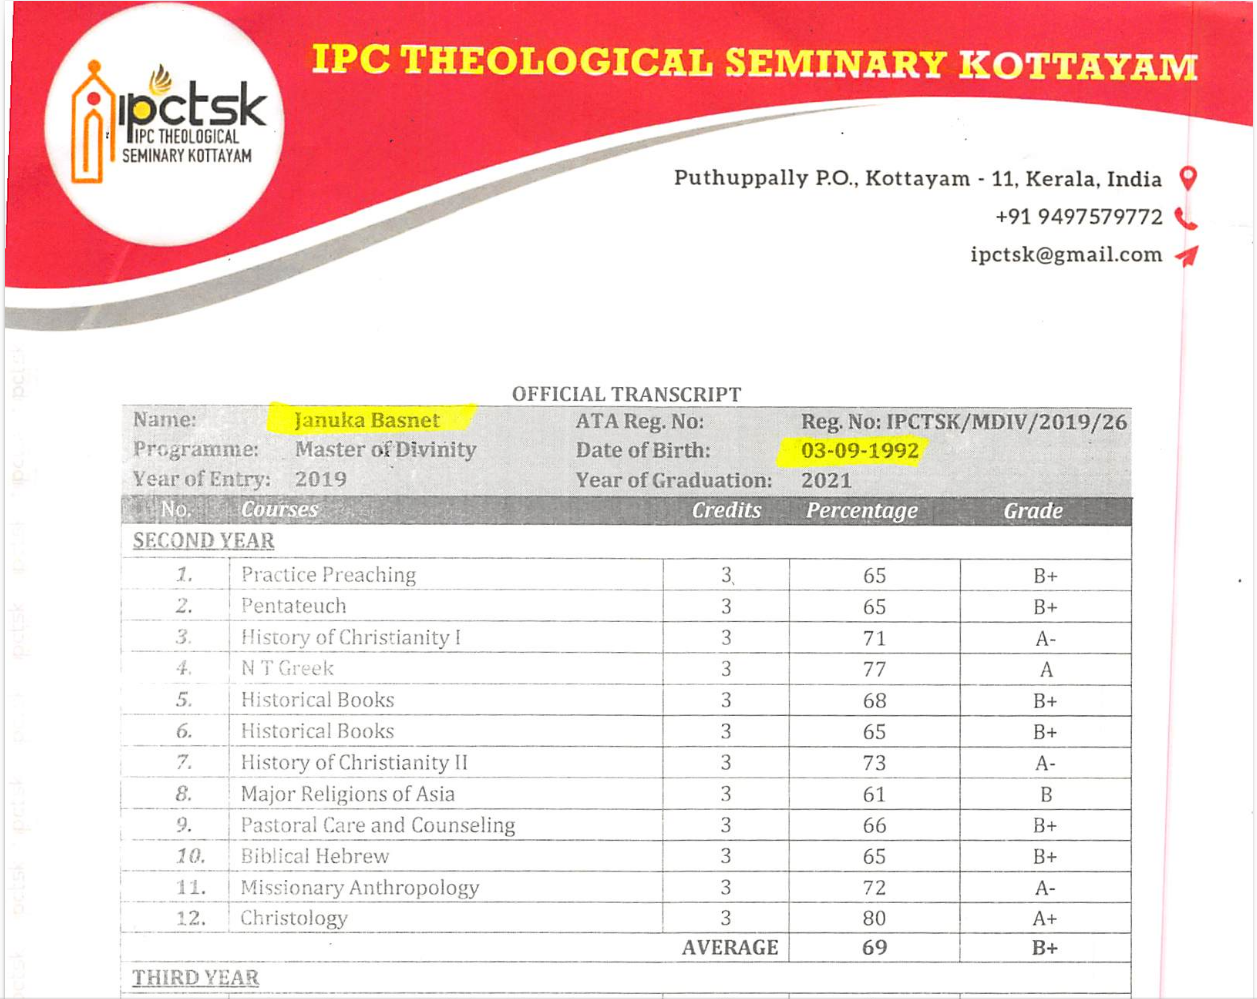 IPC THEOLOGICAL SEMINARY KOTTAYAM
ipctsk
IPC THEOLOGICAL
SEMINARY KOTTAYAM
Puthuppally P.O., Kottayam - 11, Kerala, India
+91 9497579772
ipctsk@gmail.com
OFFICIAL TRANSCRIPT
Name: Januka Basnet ATA Reg. No: Reg. No: IPCTSK/MDIV/2019/26
Programme: Master of Divinity Date of Birth: 03-09-1992
Year of Entry: 2019 Year of Graduation: 2021
No. Courses Credits Percentage Grade
SECOND YEAR
1. Practice Preaching 3 65 B+
2. Pentateuch 3 65 B+
3. History of Christianity I 3 71 A-
4. N T Greek 3 77 A
5. Historical Books 3 68 B+
6. Historical Books 3 65 B+
7. History of Christianity II 3 73 A-
8. Major Religions of Asia 3 61 B
9. Pastoral Care and Counseling 3 66 B+
10. Biblical Hebrew 3 65 B+
11. Missionary Anthropology 3 72 A-
12. Christology 3 80 A+
AVERAGE 69 B+
THIRD YEAR